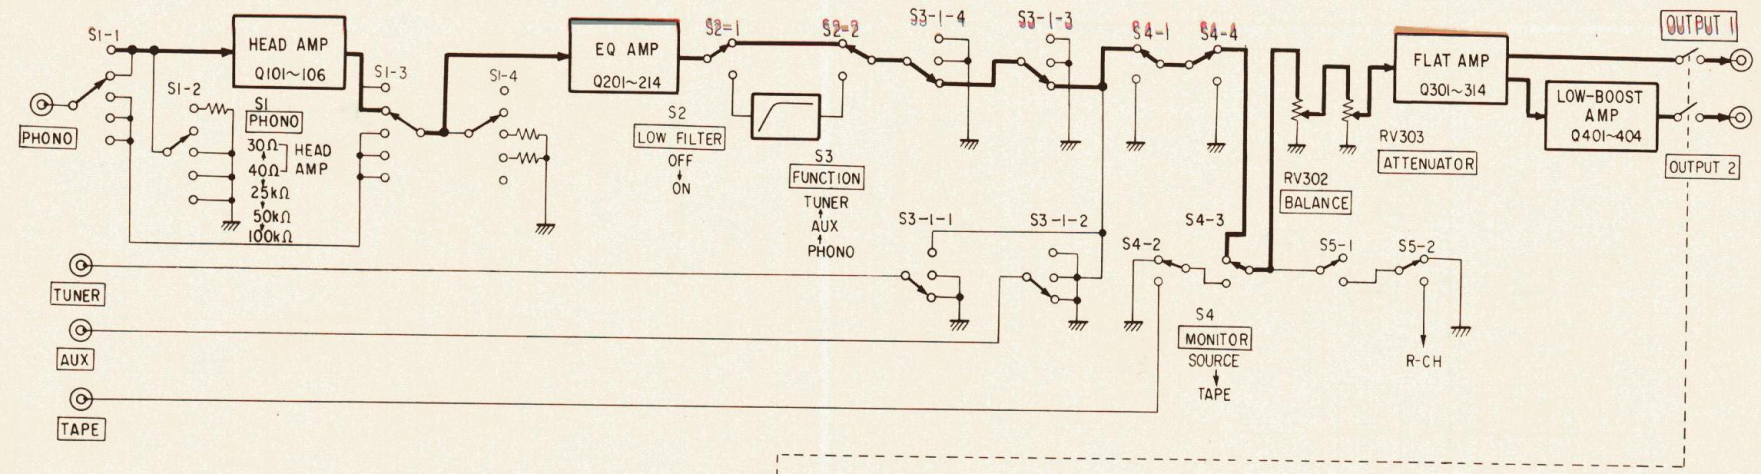 S1-1
PHONO
HEAD AMP
Q101~106
S1-2
S1
PHONO
30Ω
40Ω
HEAD
AMP
25kΩ
50kΩ
100kΩ
S1-3
S1-4
EQ AMP
Q201~214
S2-1
S2-2
S2
LOW FILTER
OFF
ON
S3
FUNCTION
TUNER
AUX
PHONO
S3-1-4
S3-1-3
S4-1
S4-4
S3-1-1
S3-1-2
S4-2
S4-3
S4
MONITOR
SOURCE
TAPE
RV302
BALANCE
RV303
ATTENUATOR
FLAT AMP
Q301~314
LOW-BOOST
AMP
Q401~404
OUTPUT 1
OUTPUT 2
S5-1
S5-2
R-CH
TUNER
AUX
TAPE